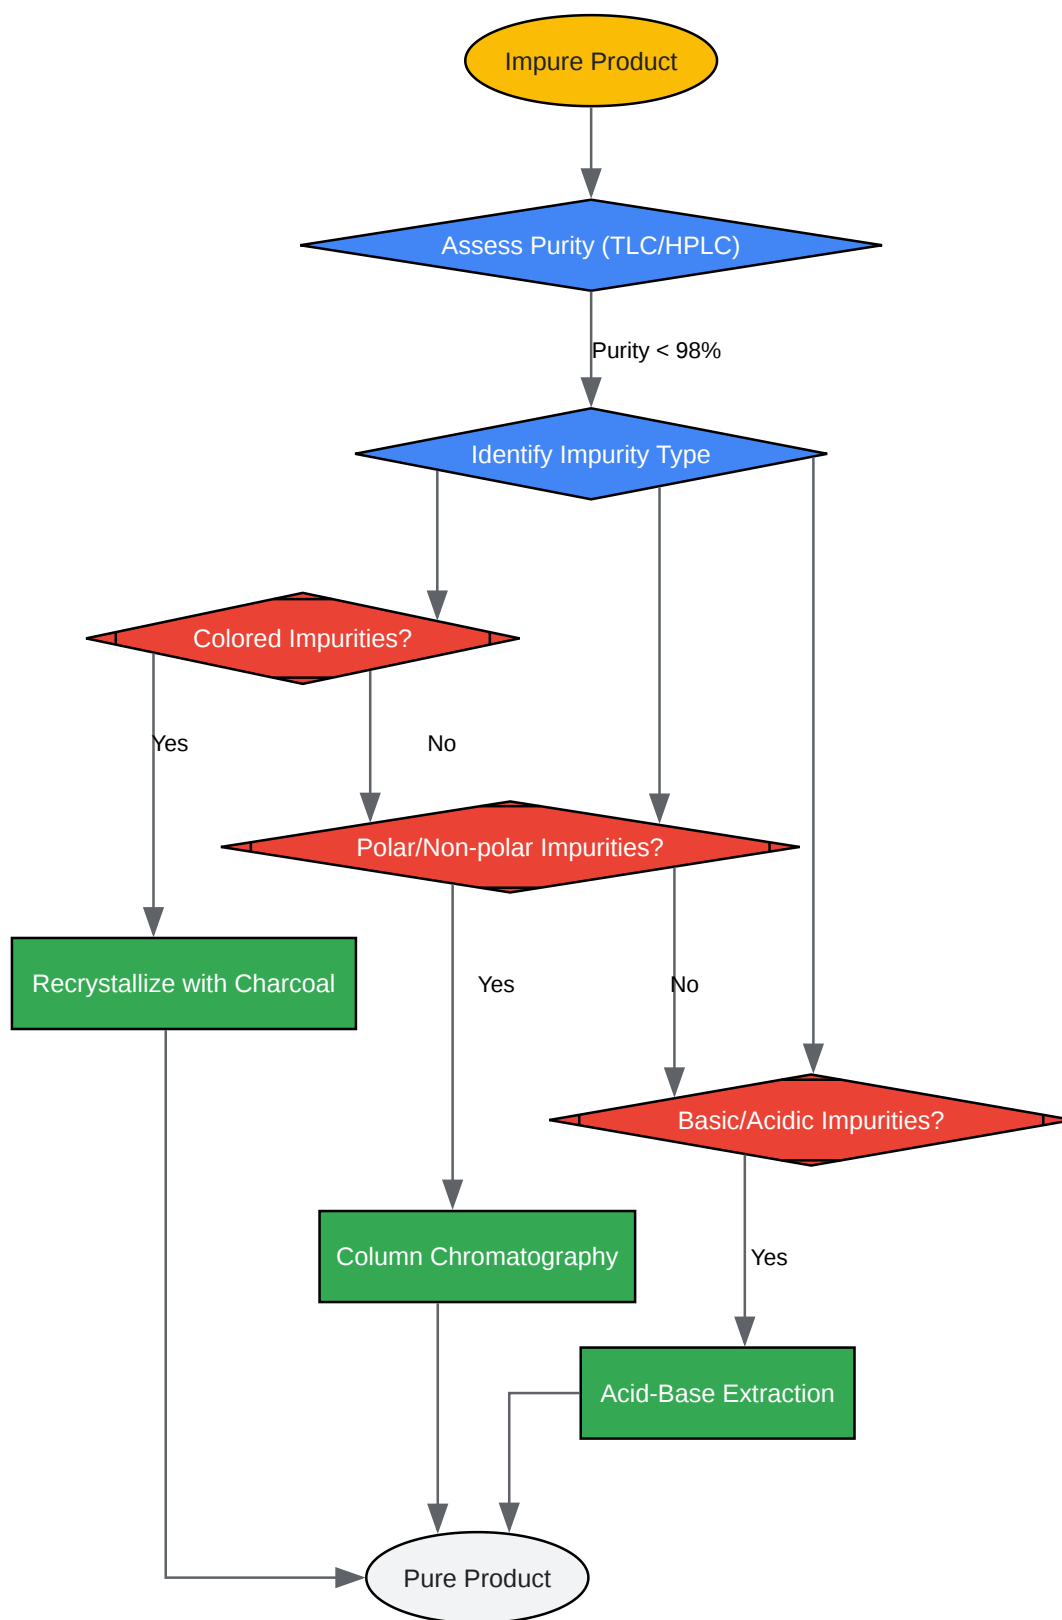 Impure Product
Assess Purity (TLC/HPLC)
Purity < 98%
Identify Impurity Type
Colored Impurities?
Yes
No
Polar/Non-polar Impurities?
Recrystallize with Charcoal
Yes
No
Basic/Acidic Impurities?
Column Chromatography
Yes
Acid-Base Extraction
Pure Product